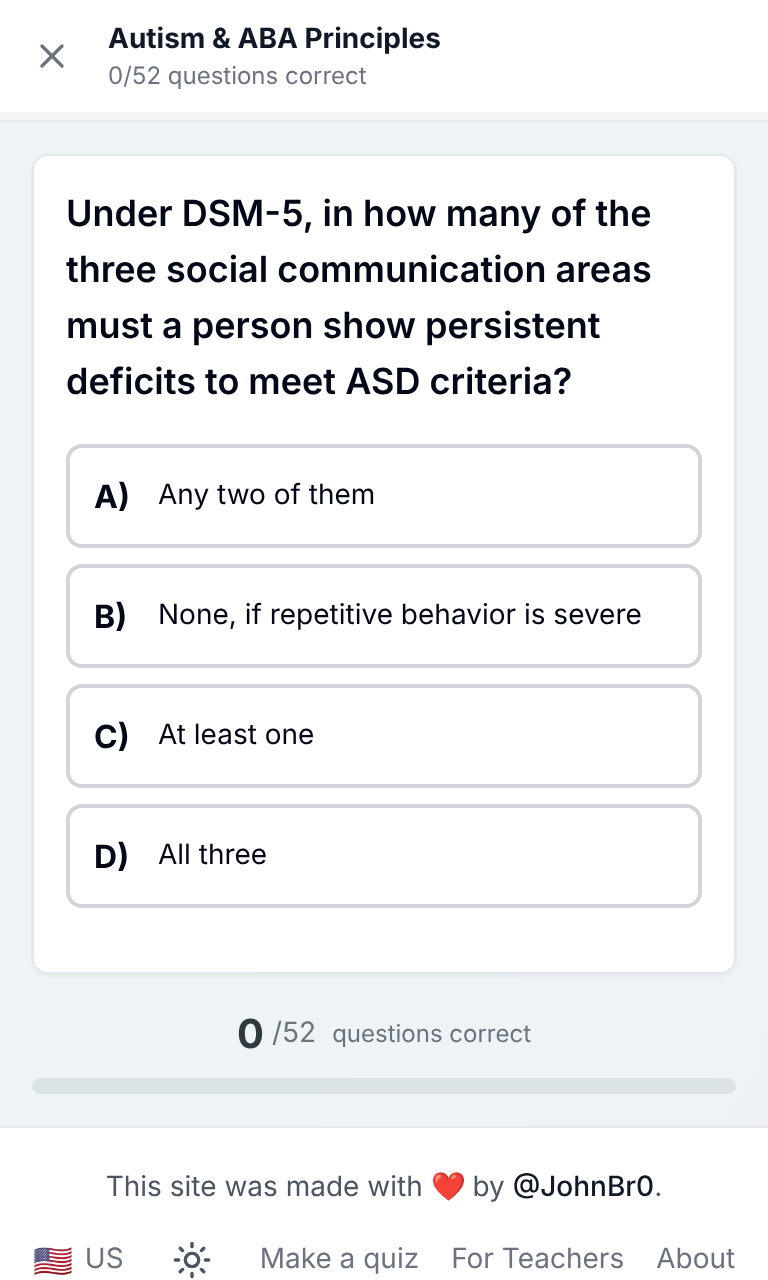 Autism & ABA Principles
0/52 questions correct
Under DSM-5, in how many of the
three social communication areas
must a person show persistent
deficits to meet ASD criteria?
A) Any two of them
B) None, if repetitive behavior is severe
C) At least one
D) All three
0 /52 questions correct
This site was made with ❤️ by @JohnBr0.
🇺🇸 US Make a quiz For Teachers About